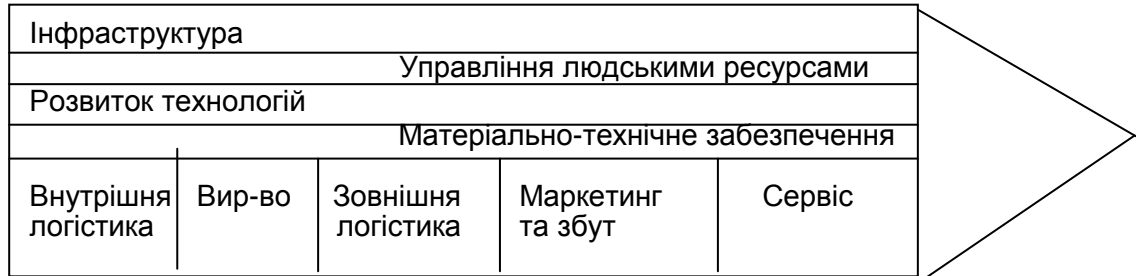 Інфраструктура
Управління людськими ресурсами
Розвиток технологій
Матеріально-технічне забезпечення
Внутрішня логістика
Вир-во
Зовнішня логістика
Маркетинг та збут
Сервіс